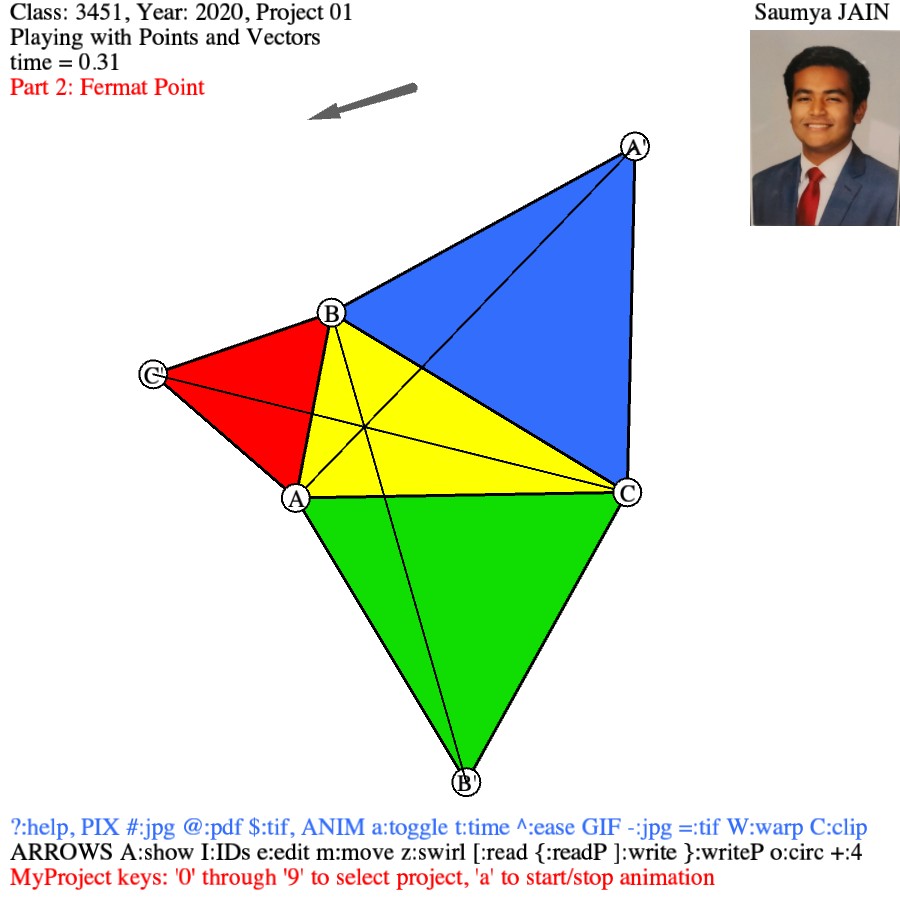 Class: 3451, Year: 2020, Project 01
Saumya JAIN
Playing with Points and Vectors
time = 0.31
Part 2: Fermat Point
A'
B
C'
A
C
B'
?:help, PIX #:jpg @:pdf $:tif, ANIM a:toggle t:time ^:ease GIF -:jpg =:tif W:warp C:clip
ARROWS A:show I:IDs e:edit m:move z:swirl [:read {:readP ]:write }:writeP o:circ +:4
MyProject keys: '0' through '9' to select project, 'a' to start/stop animation